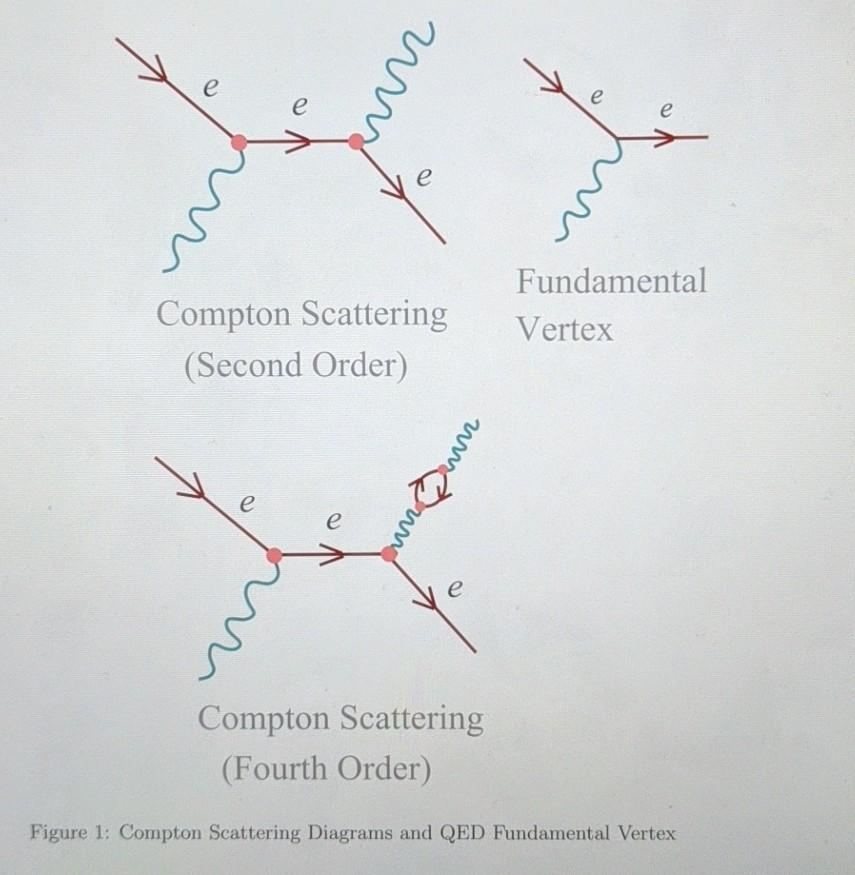 e
e
e
e
e
Compton Scattering
(Second Order)
Fundamental
Vertex
e
e
e
Compton Scattering
(Fourth Order)
Figure 1: Compton Scattering Diagrams and QED Fundamental Vertex